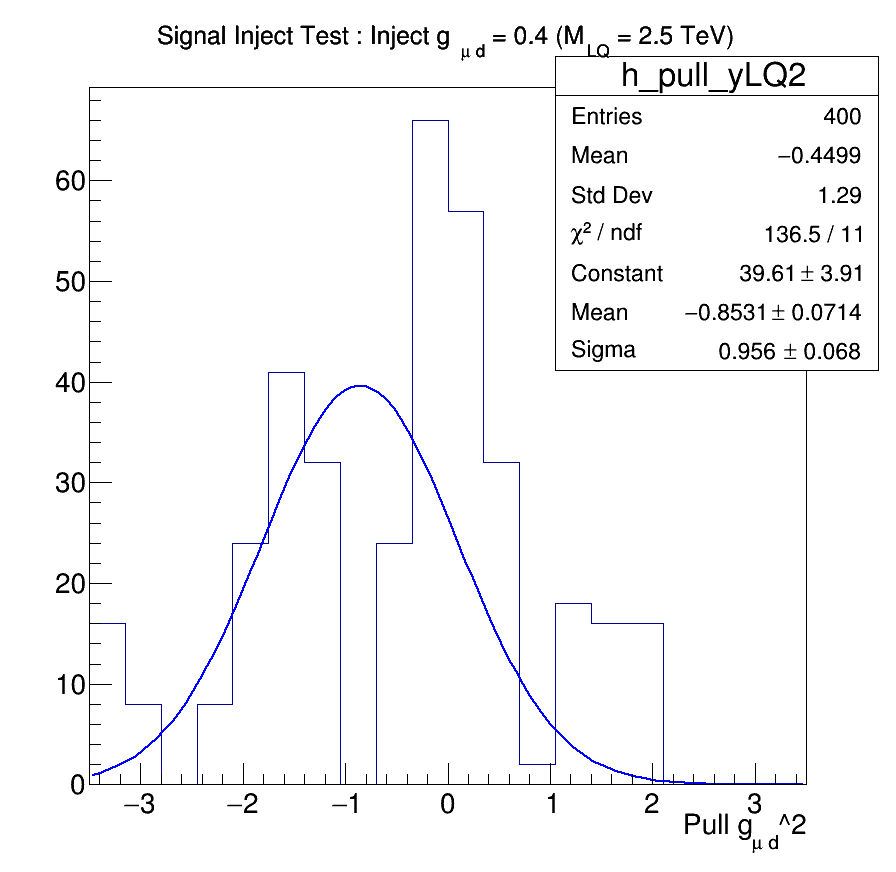 Signal Inject Test : Inject g μ d = 0.4 (M LQ = 2.5 TeV)
h_pull_yLQ2
Entries 400
Mean −0.4499
Std Dev 1.29
χ² / ndf 136.5 / 11
Constant 39.61 ± 3.91
Mean −0.8531 ± 0.0714
Sigma 0.956 ± 0.068
60
50
40
30
20
10
0
−3 −2 −1 0 1 2 3
Pull g μ d ^2